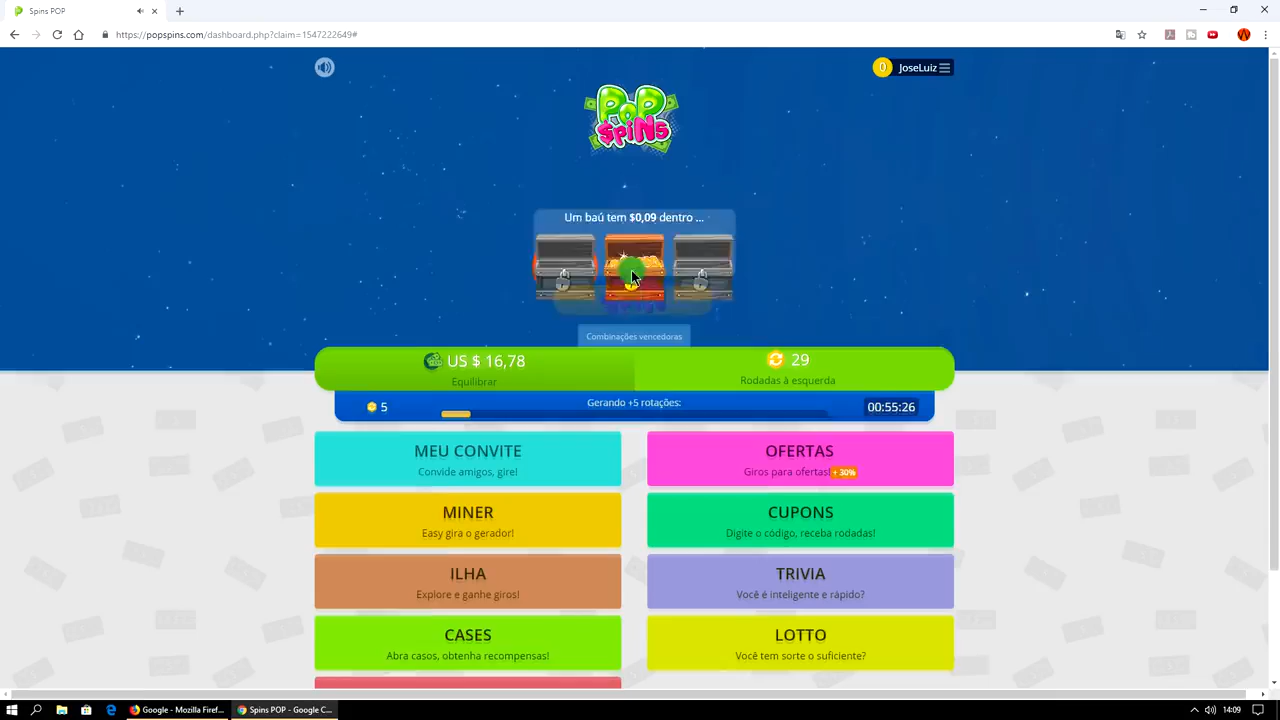 Spins POP
https://popspins.com/dashboard.php?claim=1547222649#
0 JoseLuiz
POP
$piNs
Um baú tem $0,09 dentro ...
Combinações vencedoras
US $ 16,78
Equilibrar
29
Rodadas à esquerda
5
Gerando +5 rotações:
00:55:26
MEU CONVITE
Convide amigos, gire!
OFERTAS
Giros para ofertas! + 30%
MINER
Easy gira o gerador!
CUPONS
Digite o código, receba rodadas!
ILHA
Explore e ganhe giros!
TRIVIA
Você é inteligente e rápido?
CASES
Abra casos, obtenha recompensas!
LOTTO
Você tem sorte o suficiente?
Google - Mozilla Firef...
Spins POP - Google C...
14:09